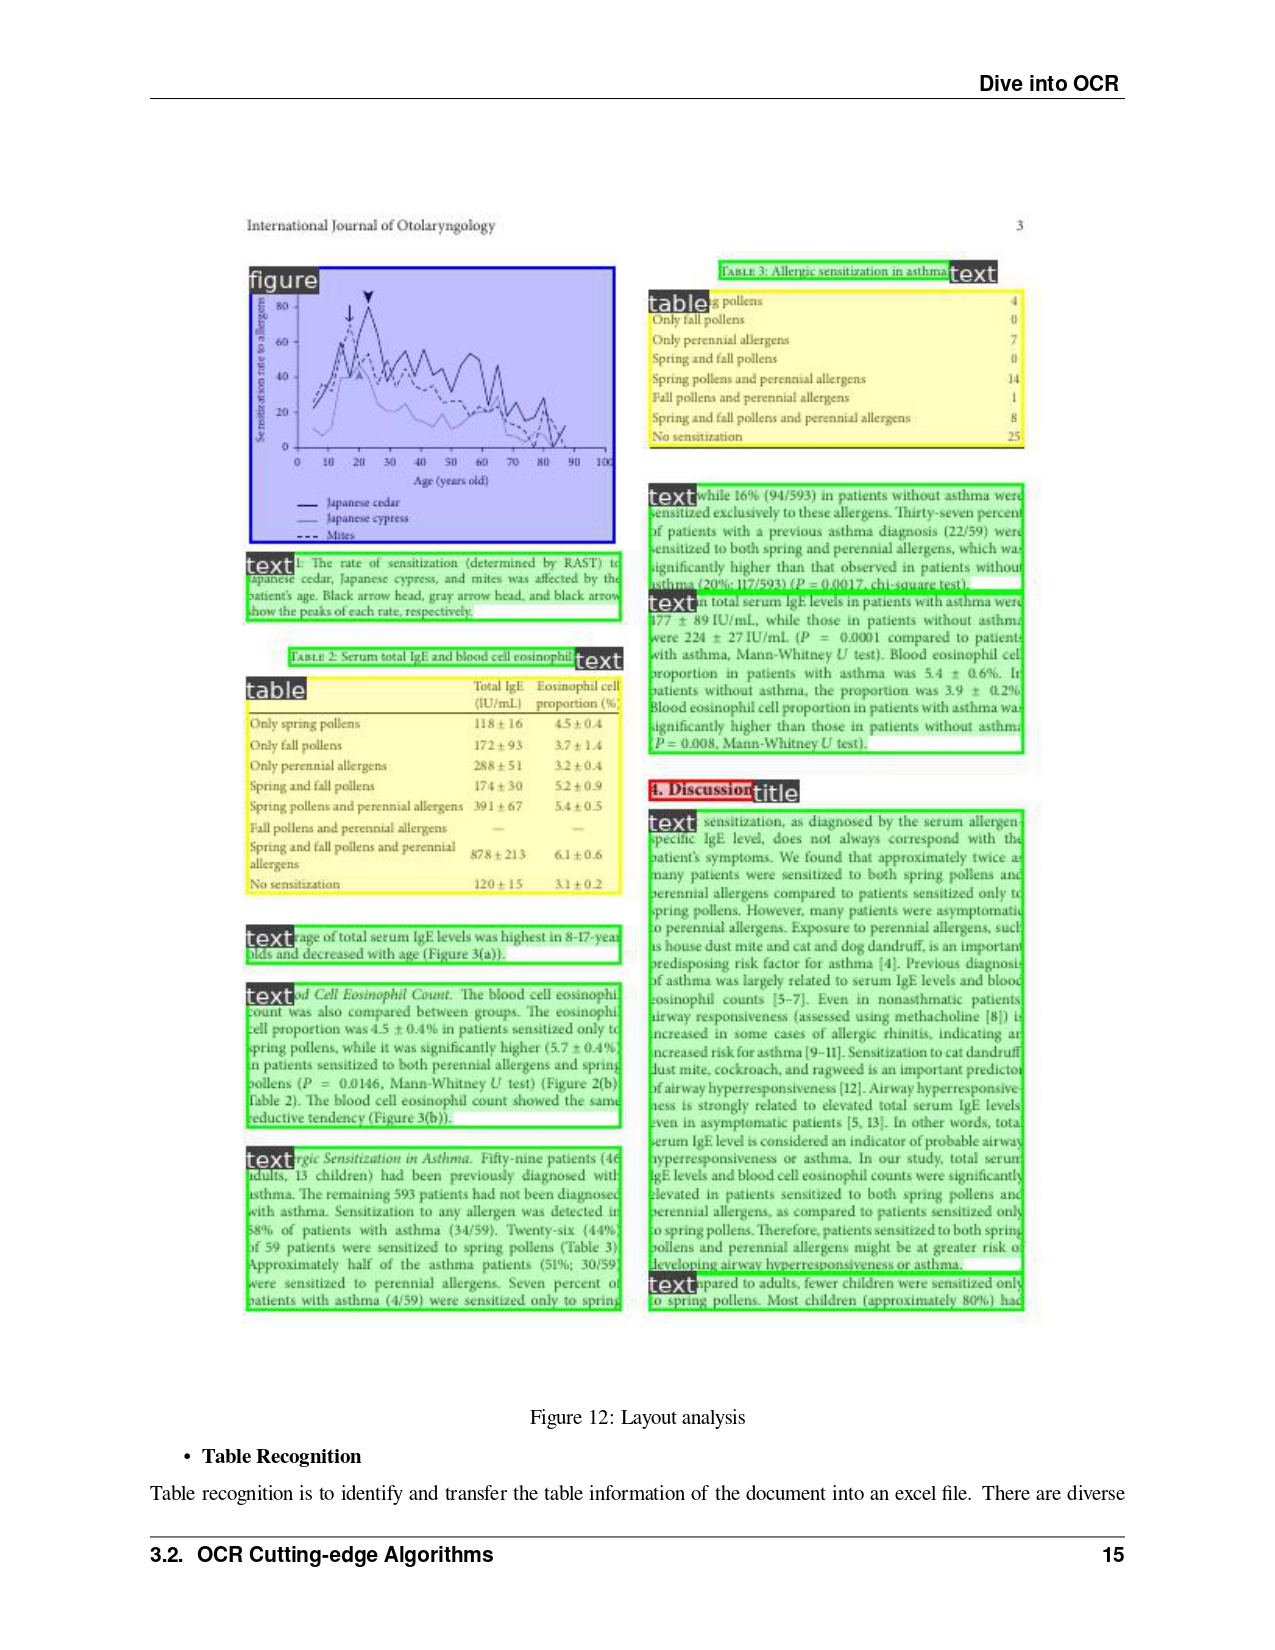 Dive into OCR
International Journal of Otolaryngology
3
figure
Sensitization rate to allergens
80
60
40
20
0
0 10 20 30 40 50 60 70 80 90 100
Age (years old)
Japanese cedar
Japanese cypress
Mites
text 1: The rate of sensitization (determined by RAST) to
Japanese cedar, Japanese cypress, and mites was affected by the
patient's age. Black arrow head, gray arrow head, and black arrow
show the peaks of each rate, respectively.
TABLE 2: Serum total IgE and blood cell eosinophil text
table Total IgE Eosinophil cell
(IU/mL) proportion (%)
Only spring pollens 118 ± 16 4.5 ± 0.4
Only fall pollens 172 ± 93 3.7 ± 1.4
Only perennial allergens 288 ± 51 3.2 ± 0.4
Spring and fall pollens 174 ± 30 5.2 ± 0.9
Spring pollens and perennial allergens 391 ± 67 5.4 ± 0.5
Fall pollens and perennial allergens — —
Spring and fall pollens and perennial
allergens 878 ± 213 6.1 ± 0.6
No sensitization 120 ± 15 3.1 ± 0.2
text rage of total serum IgE levels was highest in 8-17-year
olds and decreased with age (Figure 3(a)).
text od Cell Eosinophil Count. The blood cell eosinophil
count was also compared between groups. The eosinophil
cell proportion was 4.5 ± 0.4% in patients sensitized only to
spring pollens, while it was significantly higher (5.7 ± 0.4%)
in patients sensitized to both perennial allergens and spring
pollens (P = 0.0146, Mann-Whitney U test) (Figure 2(b)
Table 2). The blood cell eosinophil count showed the same
reductive tendency (Figure 3(b)).
text rgic Sensitization in Asthma. Fifty-nine patients (46
adults, 13 children) had been previously diagnosed with
asthma. The remaining 593 patients had not been diagnosed
with asthma. Sensitization to any allergen was detected in
58% of patients with asthma (34/59). Twenty-six (44%)
of 59 patients were sensitized to spring pollens (Table 3)
Approximately half of the asthma patients (51%; 30/59)
were sensitized to perennial allergens. Seven percent of
patients with asthma (4/59) were sensitized only to spring
TABLE 3: Allergic sensitization in asthma text
table g pollens 4
Only fall pollens 0
Only perennial allergens 7
Spring and fall pollens 0
Spring pollens and perennial allergens 14
Fall pollens and perennial allergens 1
Spring and fall pollens and perennial allergens 8
No sensitization 25
text while 16% (94/593) in patients without asthma were
sensitized exclusively to these allergens. Thirty-seven percent
of patients with a previous asthma diagnosis (22/59) were
sensitized to both spring and perennial allergens, which was
significantly higher than that observed in patients without
asthma (20%; 117/593) (P = 0.0017, chi-square test).
text n total serum IgE levels in patients with asthma were
477 ± 89 IU/mL, while those in patients without asthma
were 224 ± 27 IU/mL (P = 0.0001 compared to patients
with asthma, Mann-Whitney U test). Blood eosinophil cell
proportion in patients with asthma was 5.4 ± 0.6%. In
patients without asthma, the proportion was 3.9 ± 0.2%
Blood eosinophil cell proportion in patients with asthma was
significantly higher than those in patients without asthma
(P = 0.008, Mann-Whitney U test).
4. Discussion title
text sensitization, as diagnosed by the serum allergen-
specific IgE level, does not always correspond with the
patient's symptoms. We found that approximately twice as
many patients were sensitized to both spring pollens and
perennial allergens compared to patients sensitized only to
spring pollens. However, many patients were asymptomatic
to perennial allergens. Exposure to perennial allergens, such
as house dust mite and cat and dog dandruff, is an important
predisposing risk factor for asthma [4]. Previous diagnosis
of asthma was largely related to serum IgE levels and blood
eosinophil counts [5–7]. Even in nonasthmatic patients
airway responsiveness (assessed using methacholine [8]) is
increased in some cases of allergic rhinitis, indicating an
increased risk for asthma [9–11]. Sensitization to cat dandruff
dust mite, cockroach, and ragweed is an important predictor
of airway hyperresponsiveness [12]. Airway hyperresponsive-
ness is strongly related to elevated total serum IgE levels
even in asymptomatic patients [5, 13]. In other words, total
serum IgE level is considered an indicator of probable airway
hyperresponsiveness or asthma. In our study, total serum
IgE levels and blood cell eosinophil counts were significantly
elevated in patients sensitized to both spring pollens and
perennial allergens, as compared to patients sensitized only
to spring pollens. Therefore, patients sensitized to both spring
pollens and perennial allergens might be at greater risk of
developing airway hyperresponsiveness or asthma.
text mpared to adults, fewer children were sensitized only
to spring pollens. Most children (approximately 80%) had
Figure 12: Layout analysis
• Table Recognition
Table recognition is to identify and transfer the table information of the document into an excel file. There are diverse
3.2. OCR Cutting-edge Algorithms
15